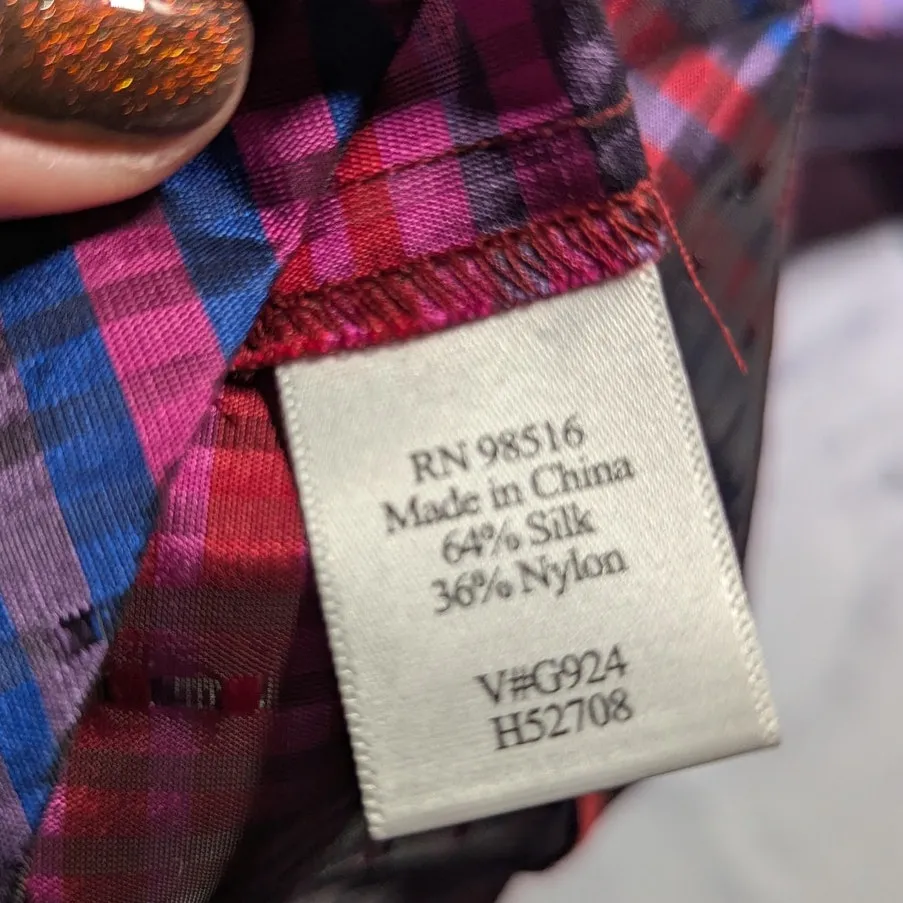 RN 98516
Made in China
64% Silk
36% Nylon
V#G924
H52708